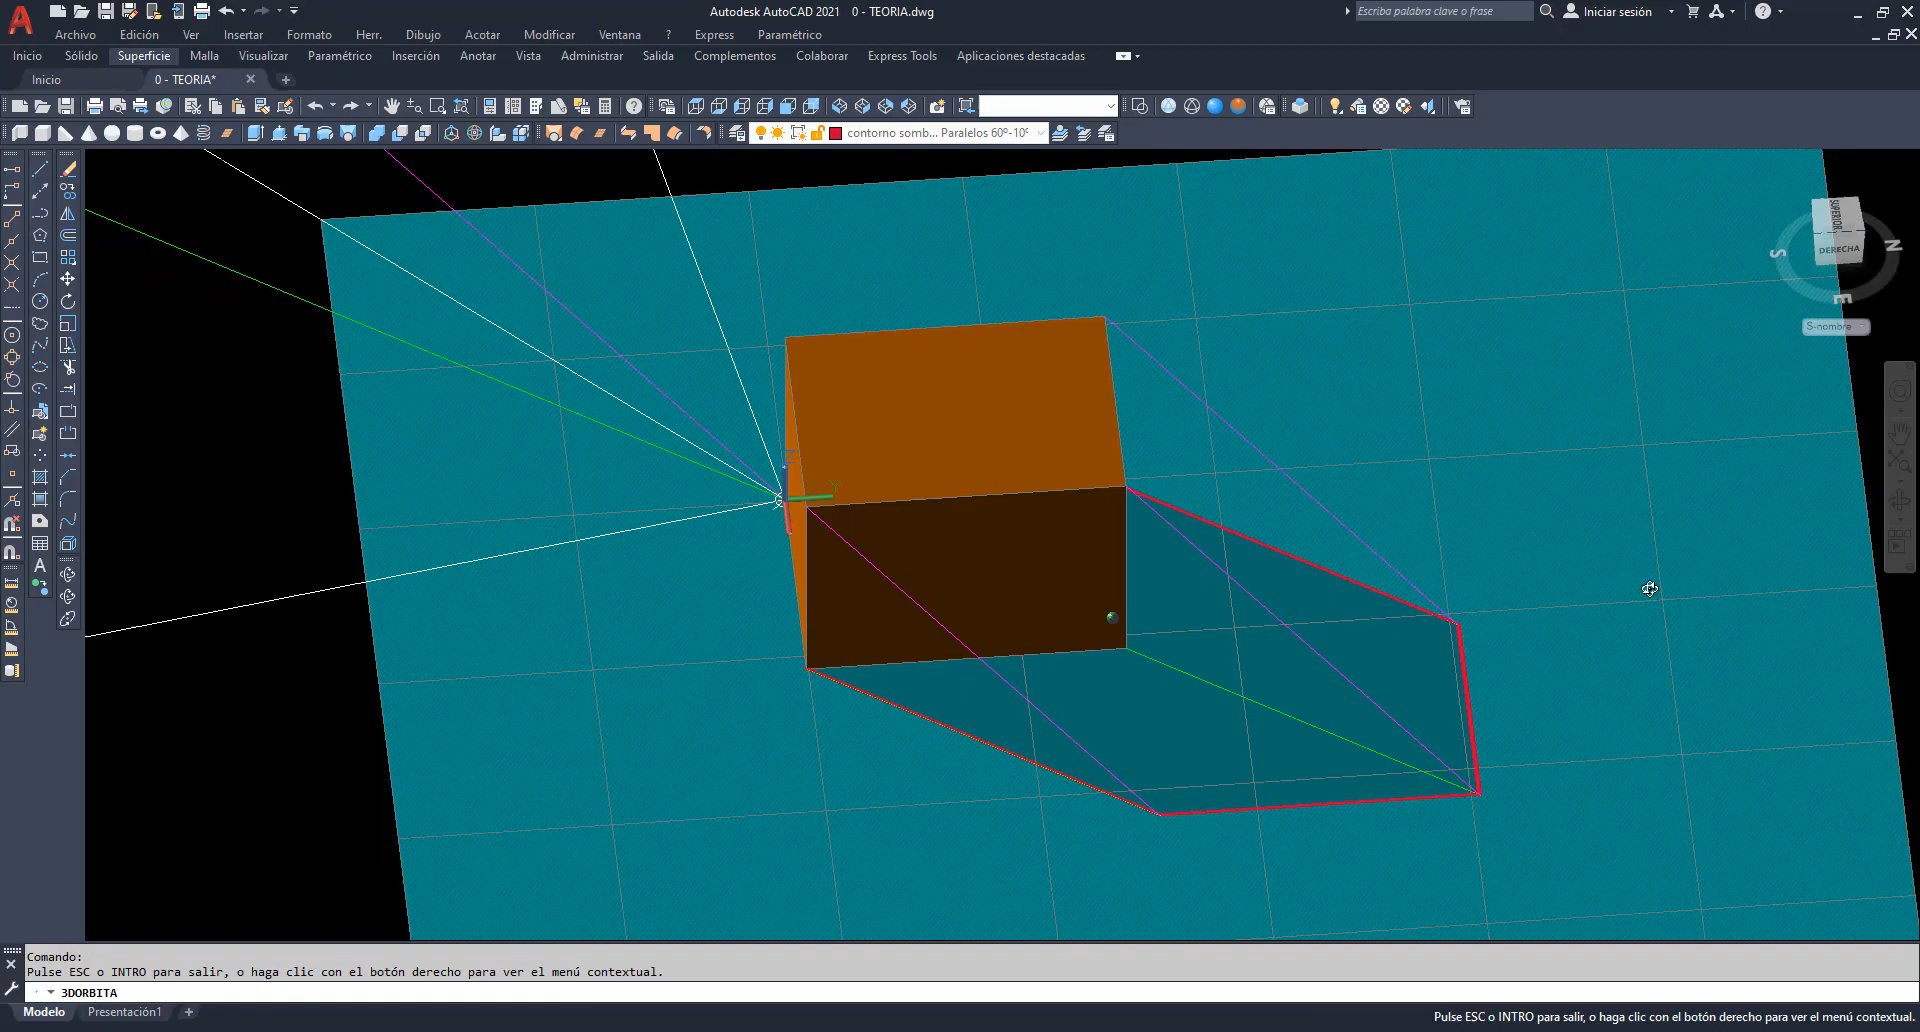 Autodesk AutoCAD 2021   0 - TEORIA.dwg
Escriba palabra clave o frase
Iniciar sesión
Archivo Edición Ver Insertar Formato Herr. Dibujo Acotar Modificar Ventana ? Express Paramétrico
Inicio Sólido Superficie Malla Visualizar Paramétrico Inserción Anotar Vista Administrar Salida Complementos Colaborar Express Tools Aplicaciones destacadas
Inicio 0 - TEORIA*
contorno somb... Paralelos 60º-10º
SUPERIOR
DERECHA
S
N
E
S-nombre
Z
Y
Comando:
Pulse ESC o INTRO para salir, o haga clic con el botón derecho para ver el menú contextual.
3DORBITA
Modelo Presentación1 +
Pulse ESC o INTRO para salir, o haga clic con el botón derecho para ver el menú contextual.